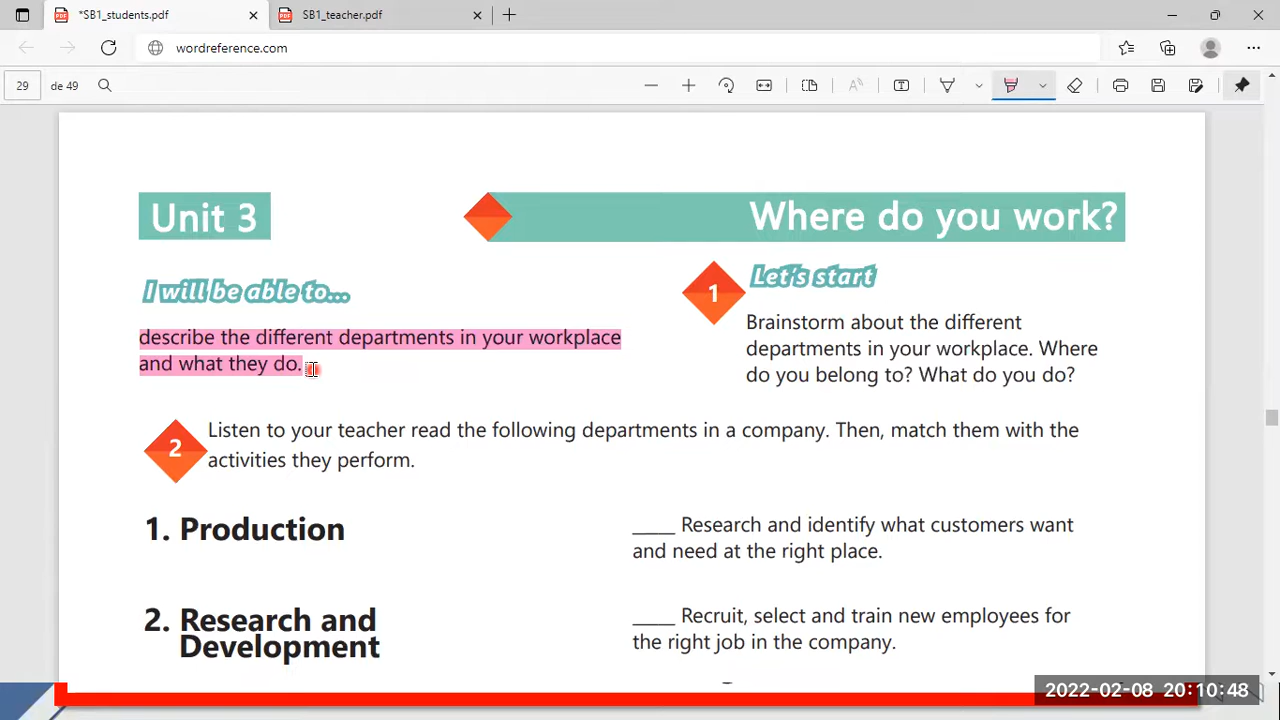 *SB1_students.pdf
SB1_teacher.pdf
wordreference.com
29 de 49
Unit 3
Where do you work?
I will be able to...
describe the different departments in your workplace
and what they do.
1
Let's start
Brainstorm about the different
departments in your workplace. Where
do you belong to? What do you do?
2
Listen to your teacher read the following departments in a company. Then, match them with the
activities they perform.
1. Production
____ Research and identify what customers want
and need at the right place.
2. Research and
Development
____ Recruit, select and train new employees for
the right job in the company.
2022-02-08 20:10:48